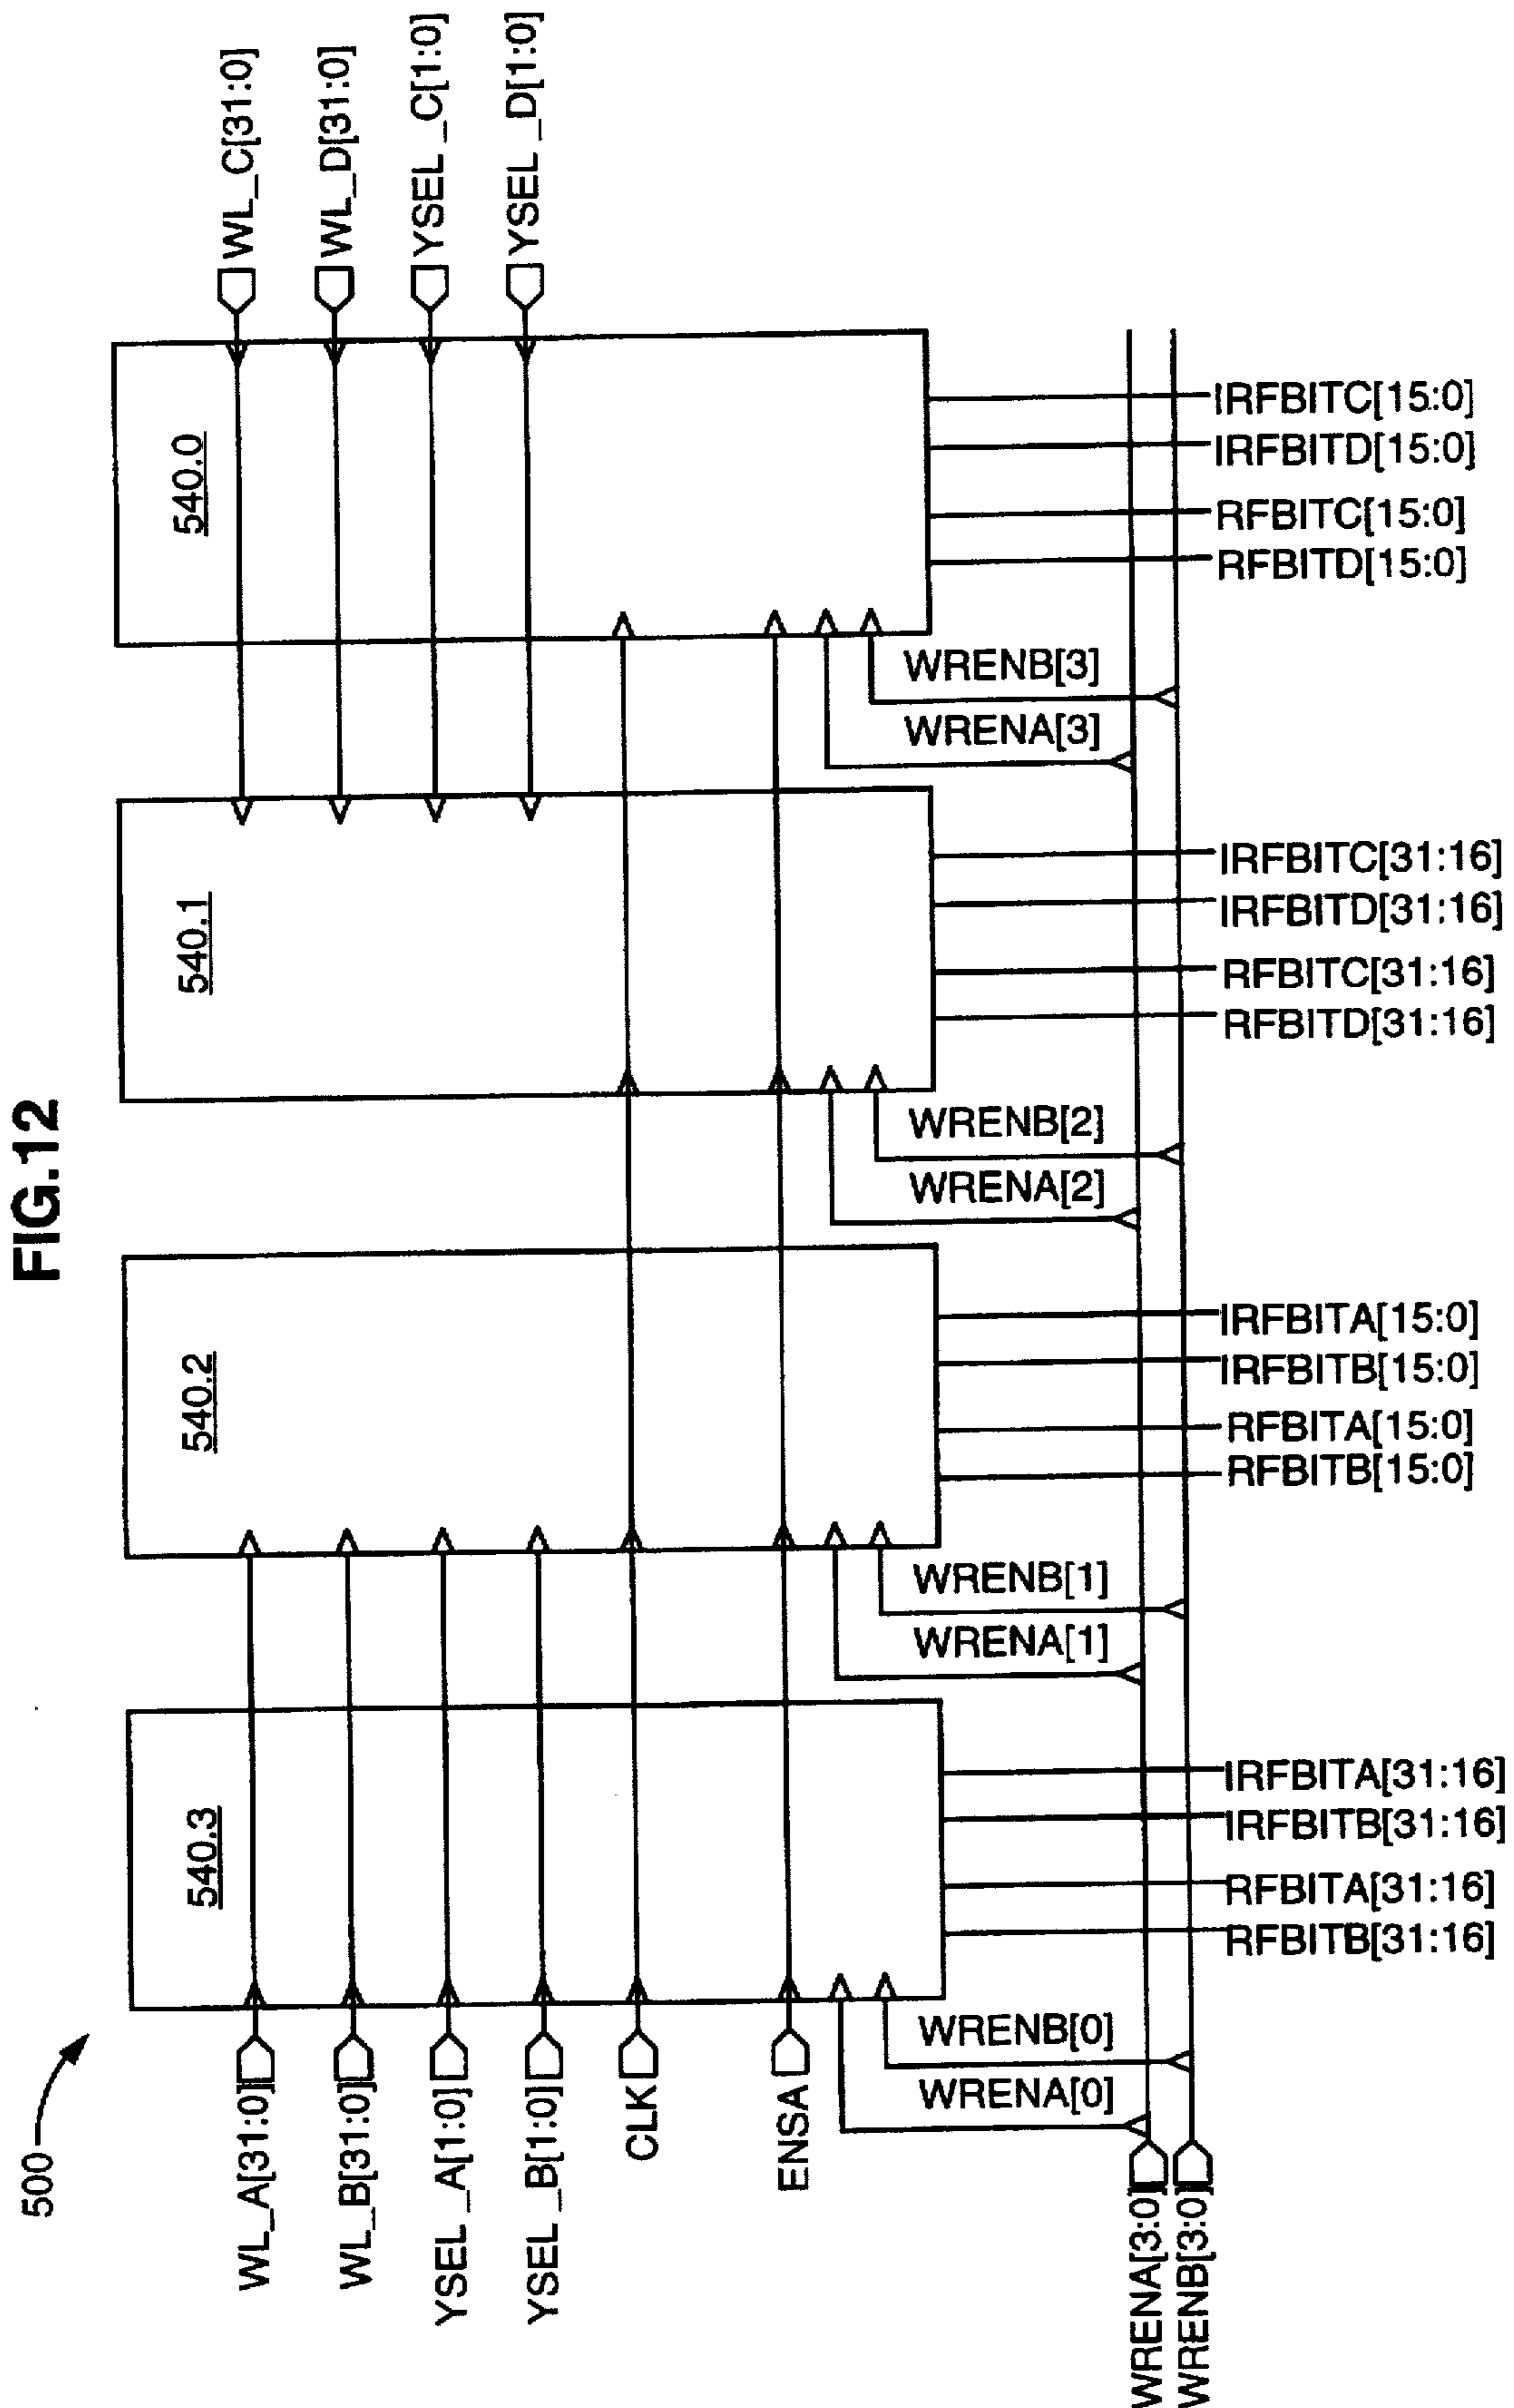 FIG.12
500
WL_A[31:0]
WL_B[31:0]
YSEL_A[1:0]
YSEL_B[1:0]
CLK
ENSA
WRENA[3:0]
WRENB[3:0]
540.3
540.2
540.1
540.0
WL_C[31:0]
WL_D[31:0]
YSEL_C[1:0]
YSEL_D[1:0]
WRENB[0]
WRENA[0]
WRENB[1]
WRENA[1]
WRENB[2]
WRENA[2]
WRENB[3]
WRENA[3]
IRFBITA[31:16]
IRFBITB[31:16]
RFBITA[31:16]
RFBITB[31:16]
IRFBITA[15:0]
IRFBITB[15:0]
RFBITA[15:0]
RFBITB[15:0]
IRFBITC[31:16]
IRFBITD[31:16]
RFBITC[31:16]
RFBITD[31:16]
IRFBITC[15:0]
IRFBITD[15:0]
RFBITC[15:0]
RFBITD[15:0]